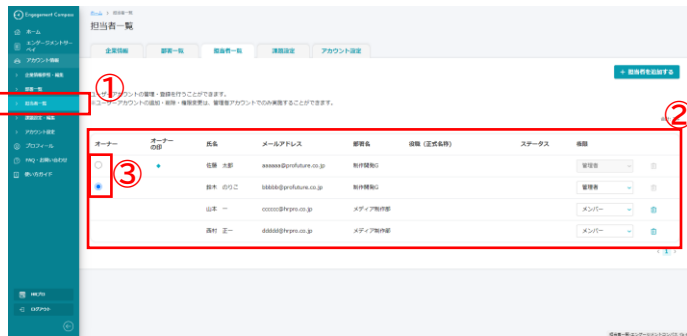 Engagement Compass
ホーム
エンゲージメントサーベイ
アカウント情報
企業情報参照・編集
部署一覧
担当者一覧
課題設定・編集
アカウント設定
プロフィール
FAQ・お問い合わせ
使い方ガイド
HRプロ
ログアウト
ホーム > 担当者一覧
担当者一覧
企業情報 部署一覧 担当者一覧 課題設定 アカウント設定
+ 担当者を追加する
ユーザーアカウントの管理・登録を行うことができます。
※ユーザーアカウントの追加・削除・権限変更は、管理者アカウントでのみ実施することができます。
①
②
③
オーナー オーナーの印 氏名 メールアドレス 部署名 役職（正式名称） ステータス 権限
佐藤 太郎 aaaaaa@profuture.co.jp 制作開発G 管理者
鈴木 のりこ bbbbb@profuture.co.jp 制作開発G 管理者
山本 一 cccccc@hrpro.co.jp メディア制作部 メンバー
西村 正一 dddddd@hrpro.co.jp メディア制作部 メンバー
< 1 >